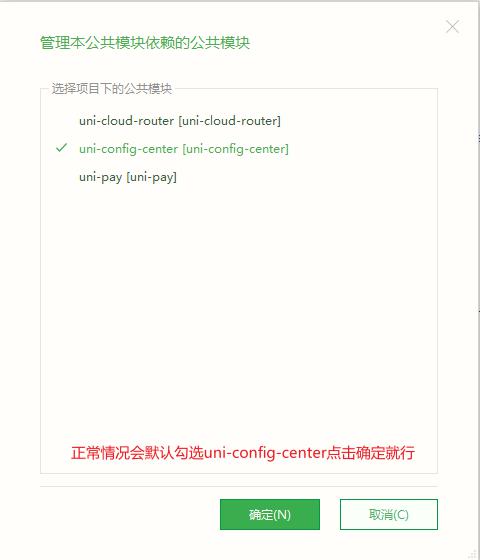 管理本公共模块依赖的公共模块
选择项目下的公共模块
uni-cloud-router [uni-cloud-router]
uni-config-center [uni-config-center]
uni-pay [uni-pay]
正常情况会默认勾选uni-config-center点击确定就行
确定(N)
取消(C)